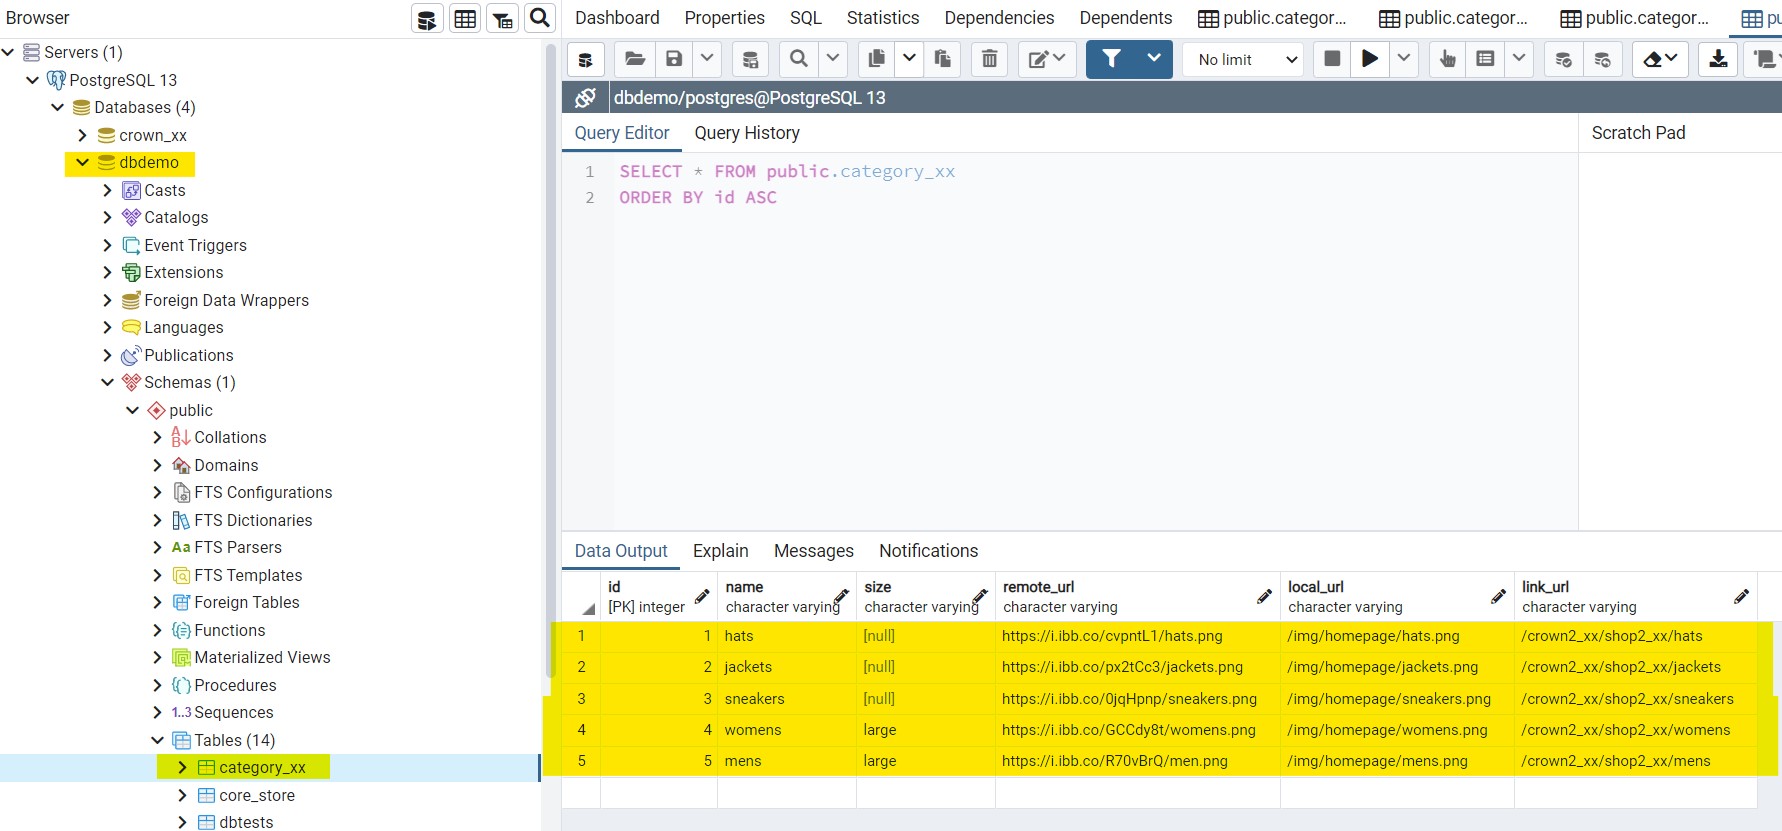 Browser
Servers (1)
PostgreSQL 13
Databases (4)
crown_xx
dbdemo
Casts
Catalogs
Event Triggers
Extensions
Foreign Data Wrappers
Languages
Publications
Schemas (1)
public
Collations
Domains
FTS Configurations
FTS Dictionaries
Aa FTS Parsers
FTS Templates
Foreign Tables
Functions
Materialized Views
Procedures
1..3 Sequences
Tables (14)
category_xx
core_store
dbtests
Dashboard Properties SQL Statistics Dependencies Dependents public.categor... public.categor... public.categor... pu
No limit
dbdemo/postgres@PostgreSQL 13
Query Editor Query History Scratch Pad
1 SELECT * FROM public.category_xx
2 ORDER BY id ASC
Data Output Explain Messages Notifications
id name size remote_url local_url link_url
[PK] integer character varying character varying character varying character varying character varying
1 1 hats [null] https://i.ibb.co/cvpntL1/hats.png /img/homepage/hats.png /crown2_xx/shop2_xx/hats
2 2 jackets [null] https://i.ibb.co/px2tCc3/jackets.png /img/homepage/jackets.png /crown2_xx/shop2_xx/jackets
3 3 sneakers [null] https://i.ibb.co/0jqHpnp/sneakers.png /img/homepage/sneakers.png /crown2_xx/shop2_xx/sneakers
4 4 womens large https://i.ibb.co/GCCdy8t/womens.png /img/homepage/womens.png /crown2_xx/shop2_xx/womens
5 5 mens large https://i.ibb.co/R70vBrQ/men.png /img/homepage/mens.png /crown2_xx/shop2_xx/mens